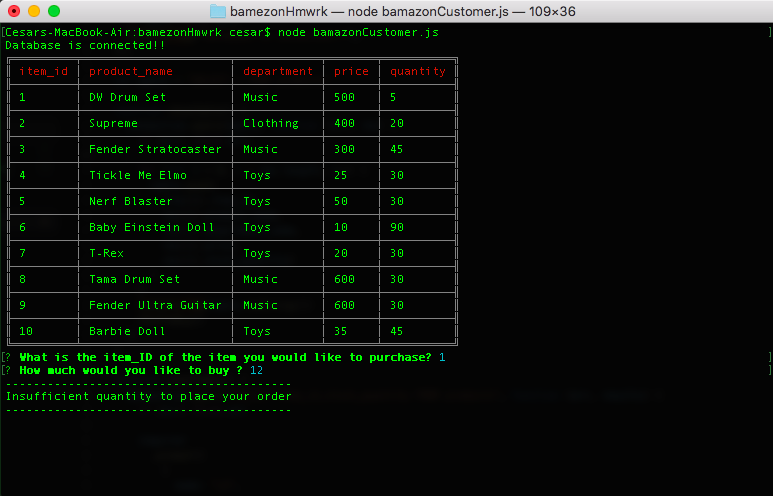 bamezonHmwrk — node bamazonCustomer.js — 109×36
[Cesars-MacBook-Air:bamezonHmwrk cesar$ node bamazonCustomer.js ]
Database is connected!!
item_id product_name department price quantity
1 DW Drum Set Music 500 5
2 Supreme Clothing 400 20
3 Fender Stratocaster Music 300 45
4 Tickle Me Elmo Toys 25 30
5 Nerf Blaster Toys 50 30
6 Baby Einstein Doll Toys 10 90
7 T-Rex Toys 20 30
8 Tama Drum Set Music 600 30
9 Fender Ultra Guitar Music 600 30
10 Barbie Doll Toys 35 45
[? What is the item_ID of the item you would like to purchase? 1 ]
[? How much would you like to buy ? 12 ]
-----------------------------------------
Insufficient quantity to place your order
-----------------------------------------